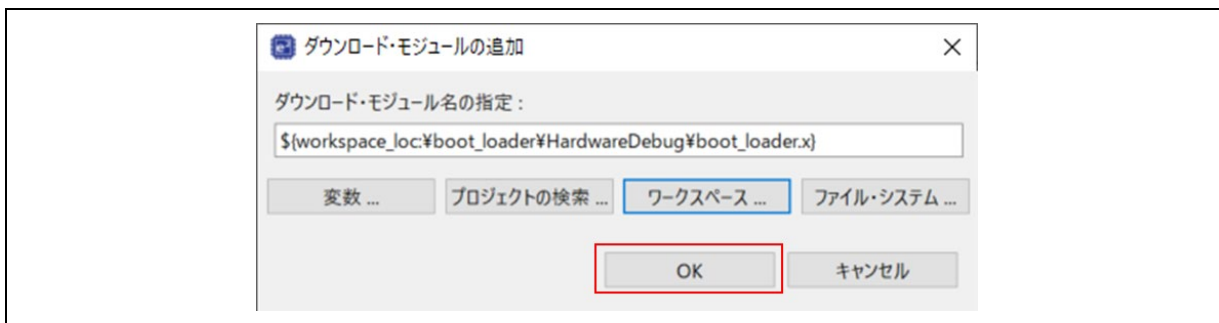 ダウンロード・モジュールの追加
ダウンロード・モジュール名の指定 :
${workspace_loc:¥boot_loader¥HardwareDebug¥boot_loader.x}
変数 ... プロジェクトの検索 ... ワークスペース ... ファイル・システム ...
OK キャンセル